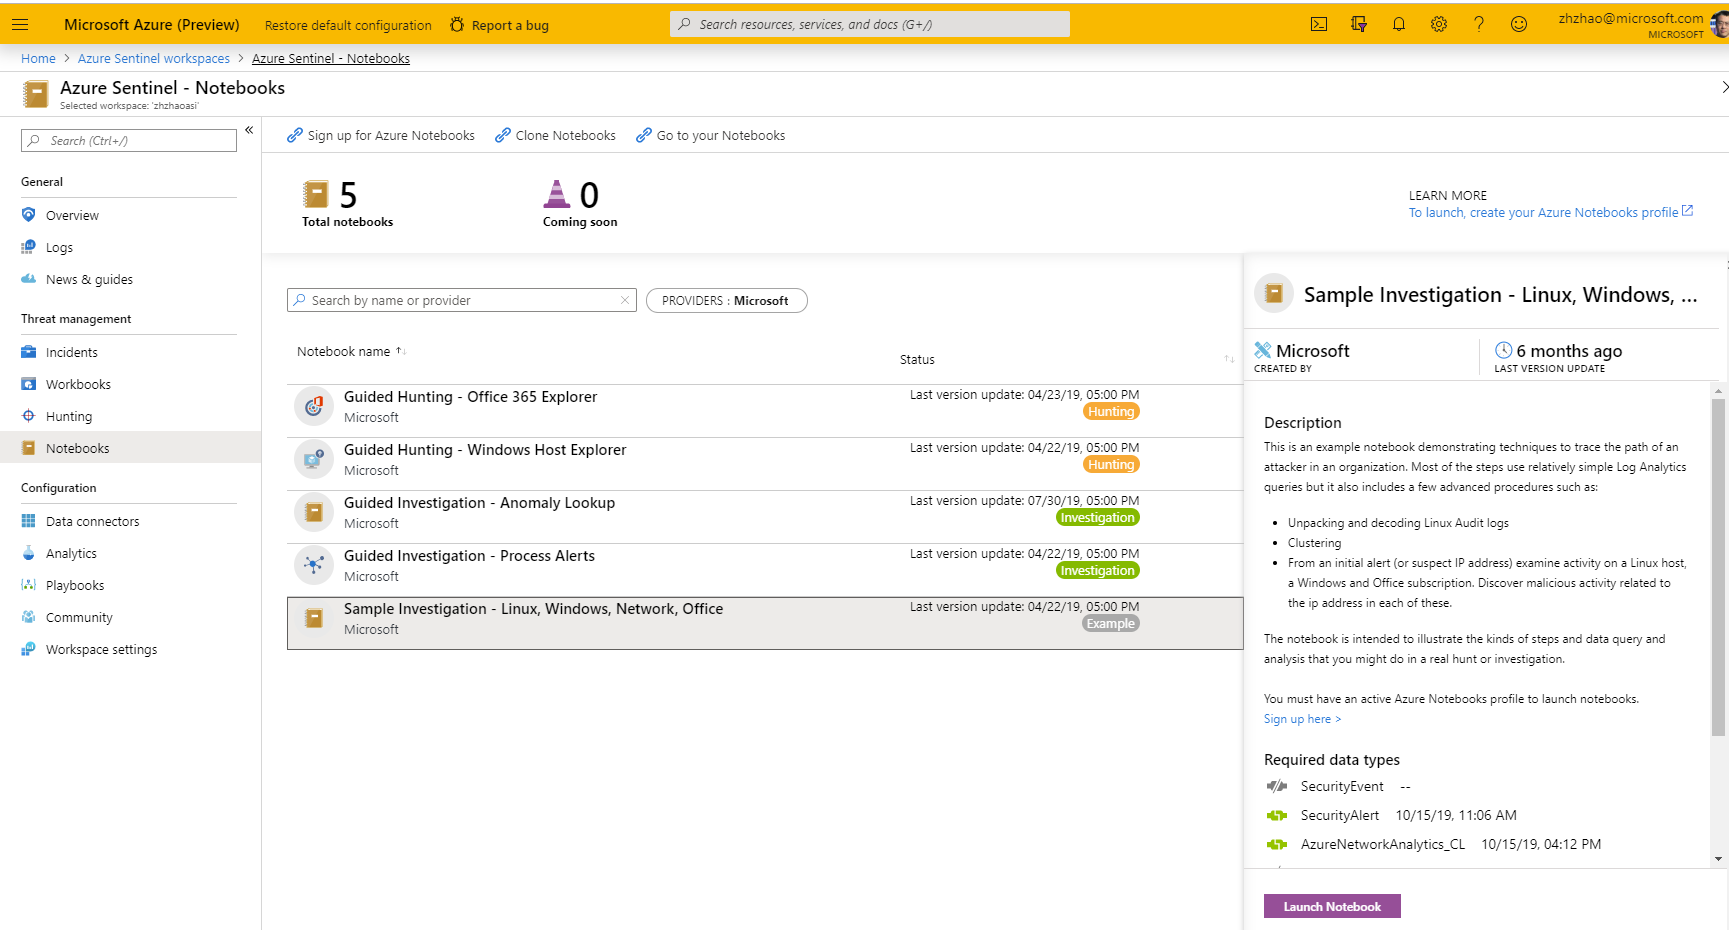 Microsoft Azure (Preview)
Restore default configuration
Report a bug
Search resources, services, and docs (G+/)
zhzhao@microsoft.com
MICROSOFT
Home > Azure Sentinel workspaces > Azure Sentinel - Notebooks
Azure Sentinel - Notebooks
Selected workspace: 'zhzhaoasi'
Search (Ctrl+/)
«
General
Overview
Logs
News & guides
Threat management
Incidents
Workbooks
Hunting
Notebooks
Configuration
Data connectors
Analytics
Playbooks
Community
Workspace settings
Sign up for Azure Notebooks
Clone Notebooks
Go to your Notebooks
5
Total notebooks
0
Coming soon
LEARN MORE
To launch, create your Azure Notebooks profile
Search by name or provider
PROVIDERS : Microsoft
Notebook name
Status
Guided Hunting - Office 365 Explorer
Microsoft
Last version update: 04/23/19, 05:00 PM
Hunting
Guided Hunting - Windows Host Explorer
Microsoft
Last version update: 04/22/19, 05:00 PM
Hunting
Guided Investigation - Anomaly Lookup
Microsoft
Last version update: 07/30/19, 05:00 PM
Investigation
Guided Investigation - Process Alerts
Microsoft
Last version update: 04/22/19, 05:00 PM
Investigation
Sample Investigation - Linux, Windows, Network, Office
Microsoft
Last version update: 04/22/19, 05:00 PM
Example
Sample Investigation - Linux, Windows, ...
Microsoft
CREATED BY
6 months ago
LAST VERSION UPDATE
Description
This is an example notebook demonstrating techniques to trace the path of an
attacker in an organization. Most of the steps use relatively simple Log Analytics
queries but it also includes a few advanced procedures such as:
• Unpacking and decoding Linux Audit logs
• Clustering
• From an initial alert (or suspect IP address) examine activity on a Linux host,
a Windows and Office subscription. Discover malicious activity related to
the ip address in each of these.
The notebook is intended to illustrate the kinds of steps and data query and
analysis that you might do in a real hunt or investigation.
You must have an active Azure Notebooks profile to launch notebooks.
Sign up here >
Required data types
SecurityEvent --
SecurityAlert 10/15/19, 11:06 AM
AzureNetworkAnalytics_CL 10/15/19, 04:12 PM
Launch Notebook